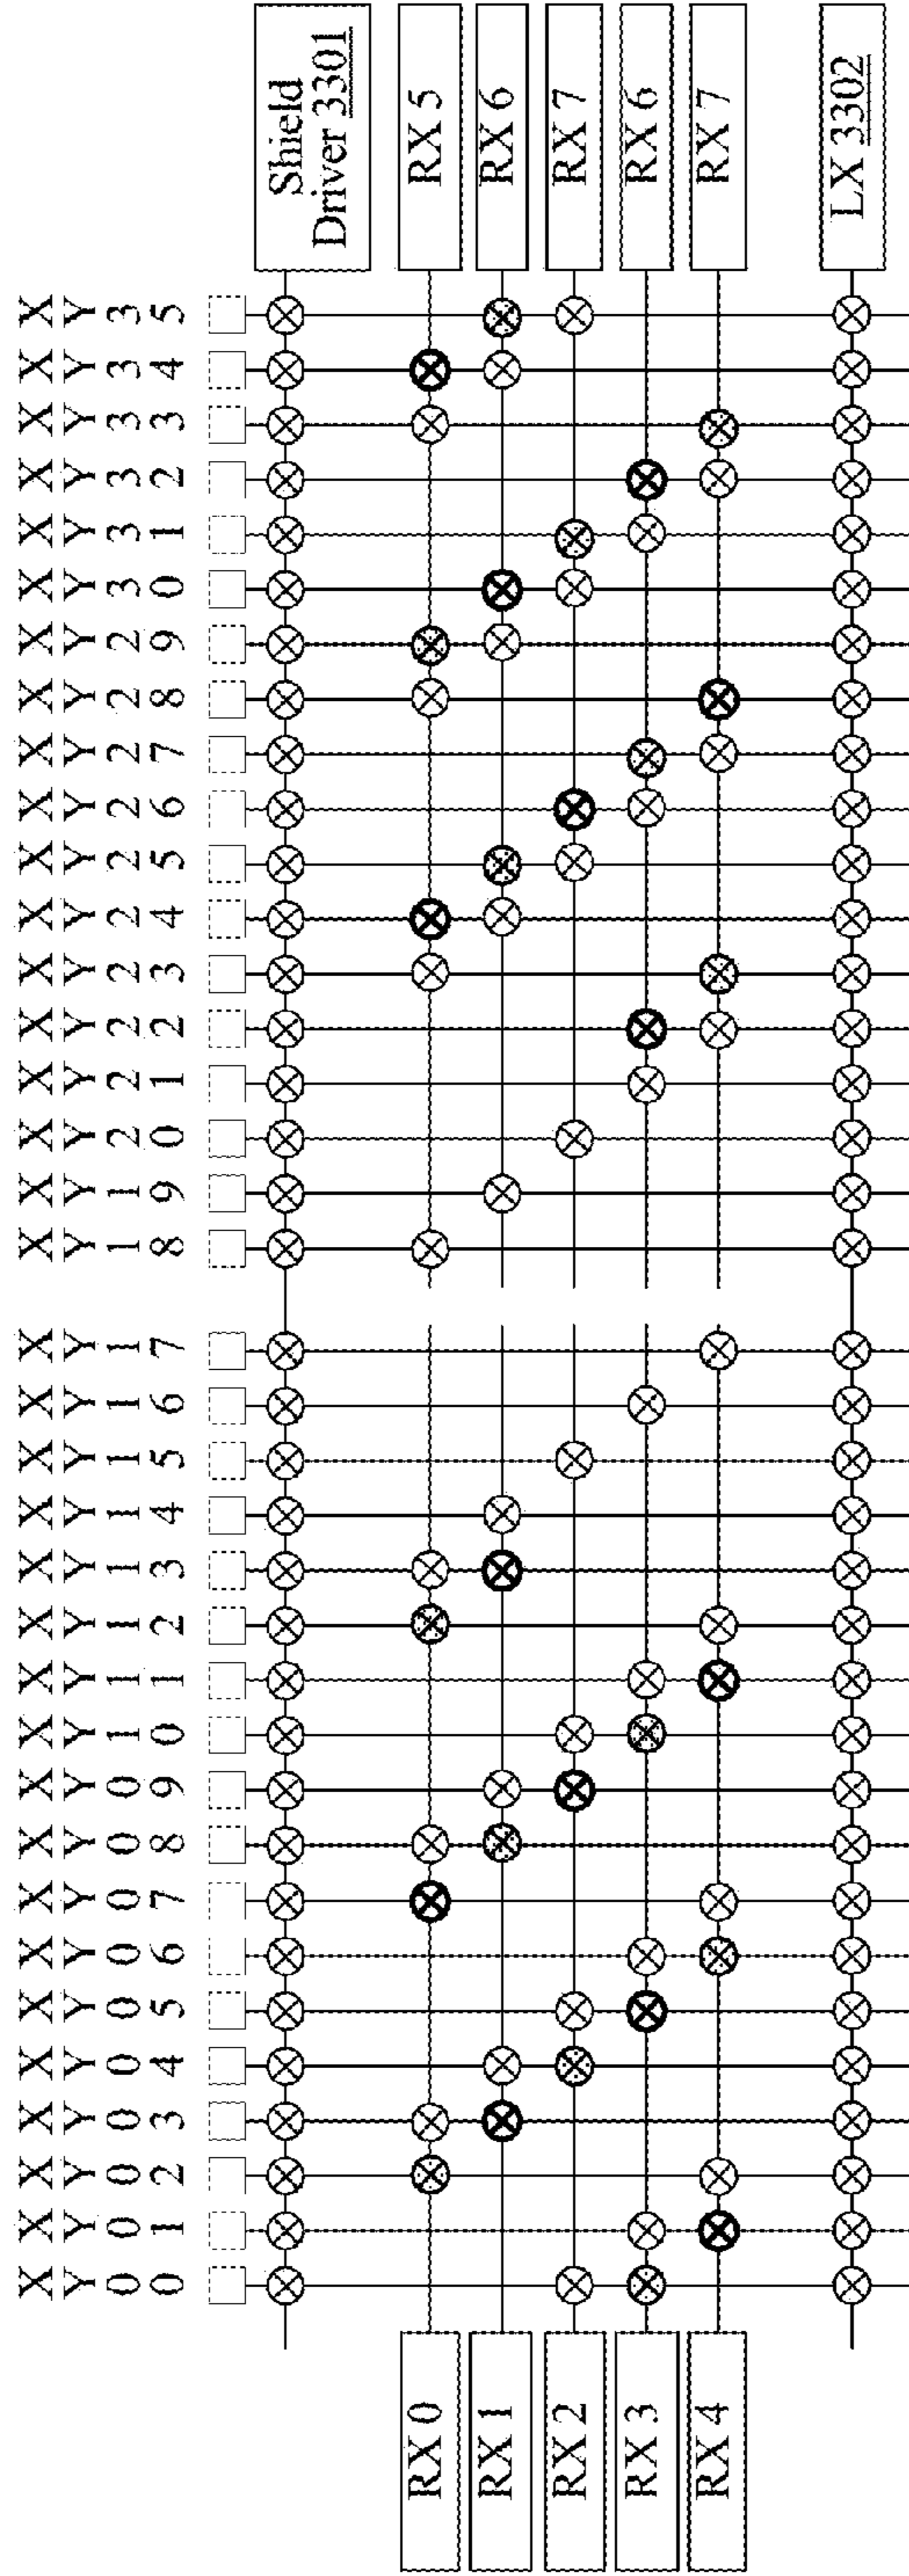 XY00
XY01
XY02
XY03
XY04
XY05
XY06
XY07
XY08
XY09
XY10
XY11
XY12
XY13
XY14
XY15
XY16
XY17
XY18
XY19
XY20
XY21
XY22
XY23
XY24
XY25
XY26
XY27
XY28
XY29
XY30
XY31
XY32
XY33
XY34
XY35
Shield
Driver 3301
RX 0
RX 5
RX 1
RX 6
RX 2
RX 7
RX 3
RX 6
RX 4
RX 7
LX 3302